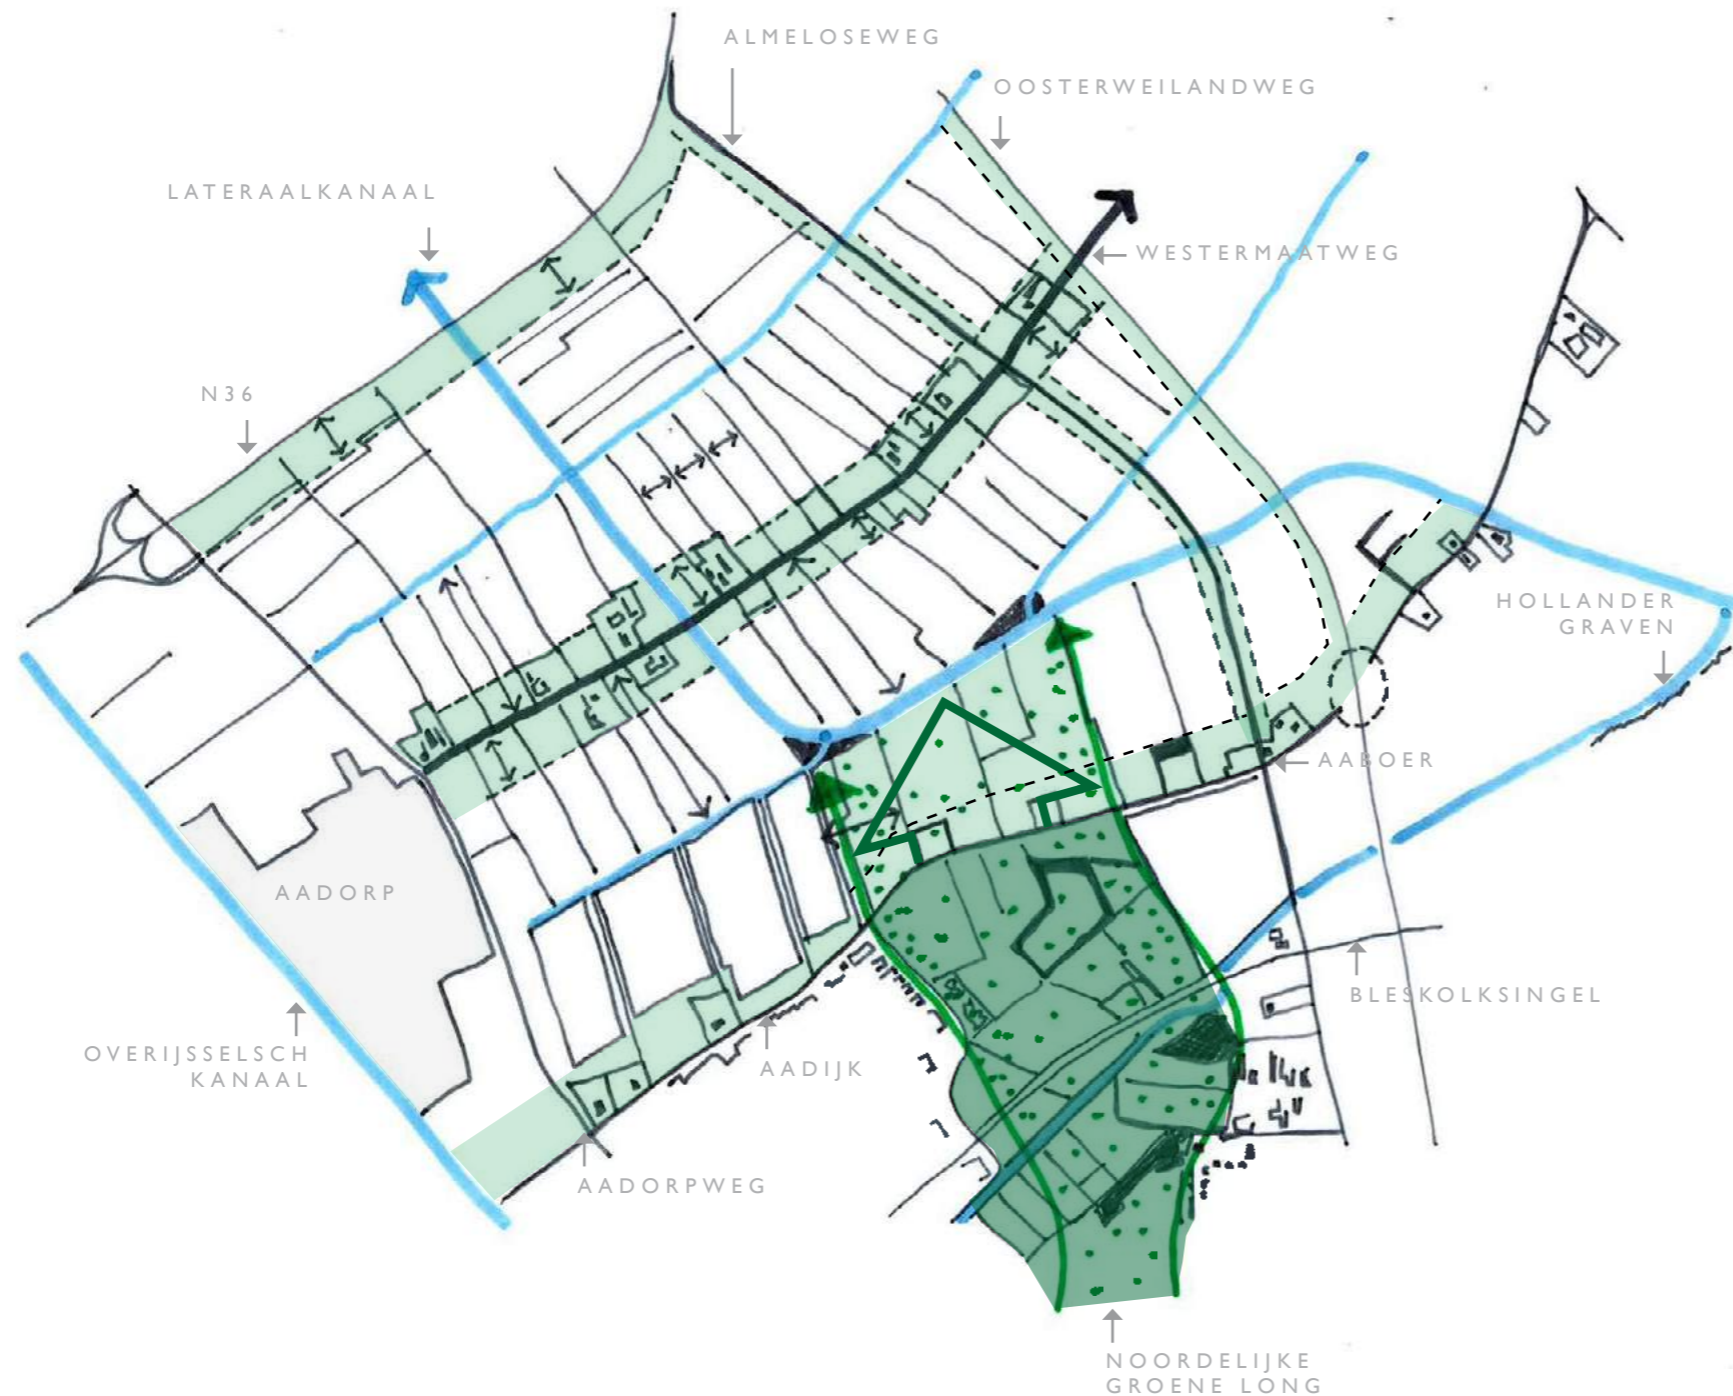 ALMELOSEWEG
OOSTERWEILANDWEG
LATERAALKANAAL
WESTERMAATWEG
N36
HOLLANDER
GRAVEN
AABOER
AADORP
BLESKOLKSINGEL
OVERIJSSELSCH
KANAAL
AADIJK
AADORPWEG
NOORDELIJKE
GROENE LONG